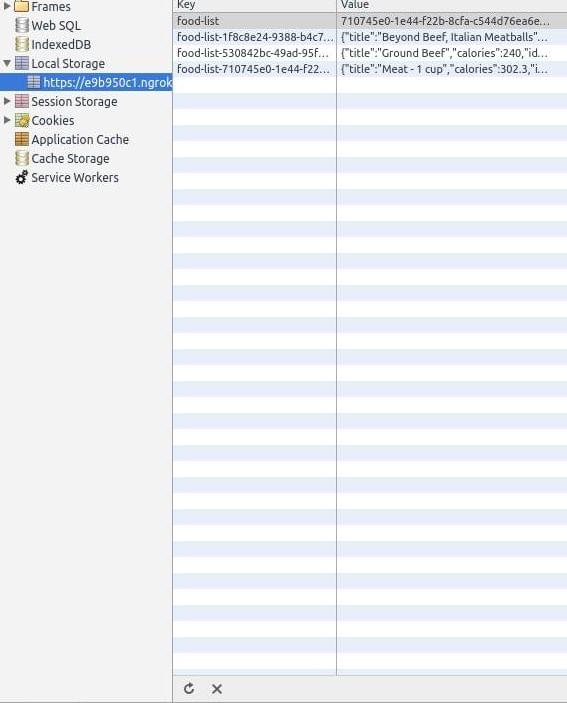 Frames
Web SQL
IndexedDB
Local Storage
https://e9b950c1.ngrok
Session Storage
Cookies
Application Cache
Cache Storage
Service Workers
Key Value
food-list 710745e0-1e44-f22b-8cfa-c544d76ea6e...
food-list-1f8c8e24-9388-b4c7... {"title":"Beyond Beef, Italian Meatballs"...
food-list-530842bc-49ad-95f... {"title":"Ground Beef","calories":240,"id...
food-list-710745e0-1e44-f22... {"title":"Meat - 1 cup","calories":302.3,"i...